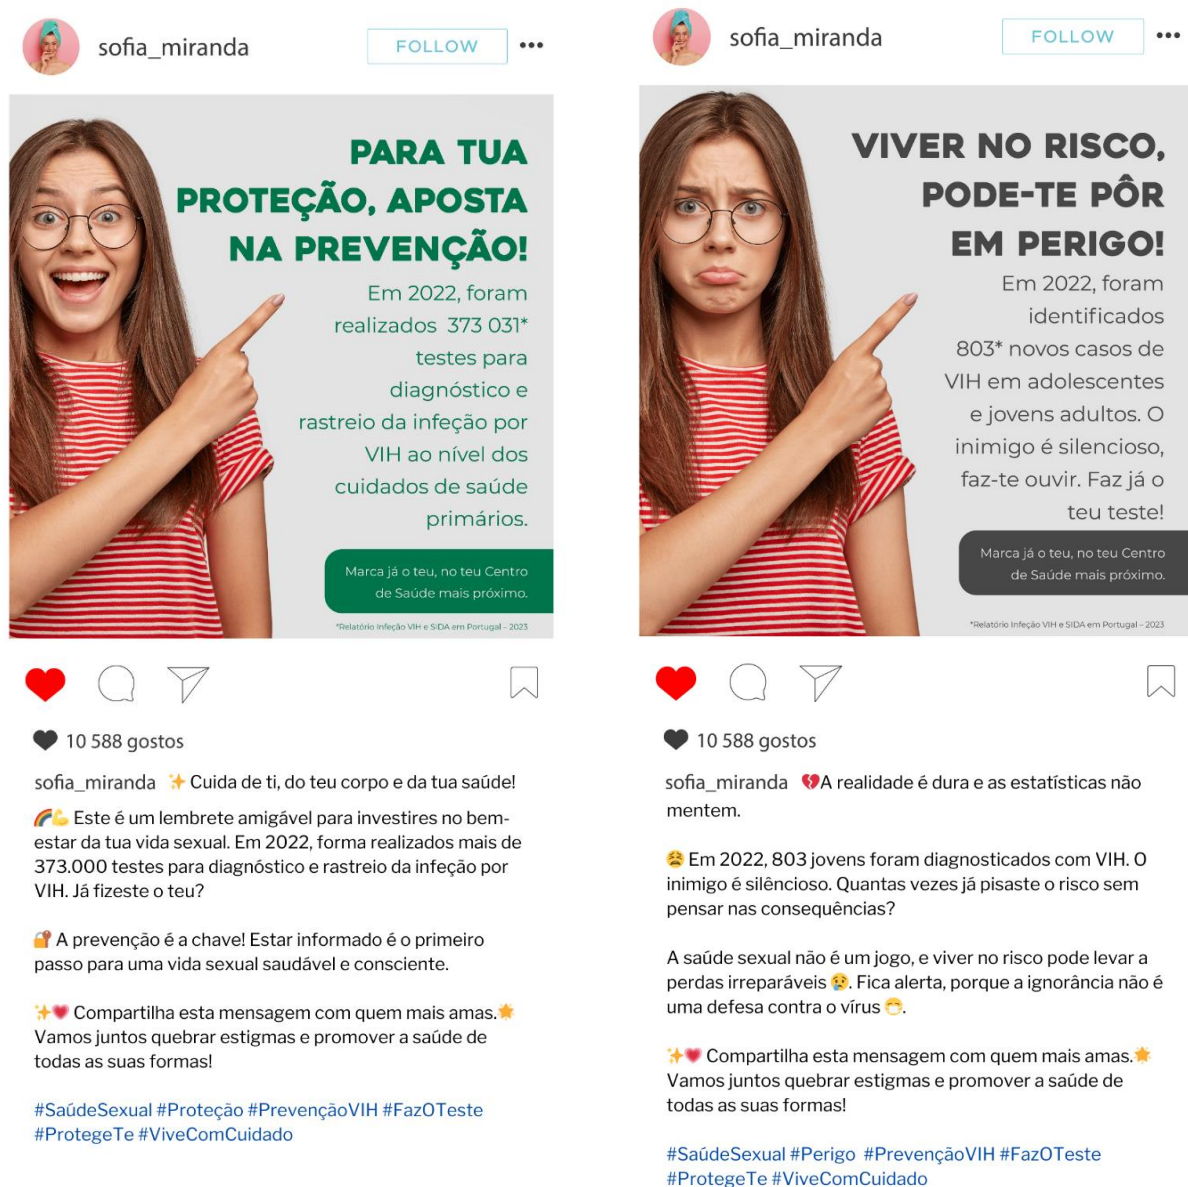 sofia_miranda
FOLLOW
PARA TUA
PROTEÇÃO, APOSTA
NA PREVENÇÃO!
Em 2022, foram
realizados 373 031*
testes para
diagnóstico e
rastreio da infeção por
VIH ao nível dos
cuidados de saúde
primários.
Marca já o teu, no teu Centro
de Saúde mais próximo.
*Relatório Infeção VIH e SIDA em Portugal – 2023
10 588 gostos
sofia_miranda ✨ Cuida de ti, do teu corpo e da tua saúde!
🌈💪 Este é um lembrete amigável para investires no bem-
estar da tua vida sexual. Em 2022, forma realizados mais de
373.000 testes para diagnóstico e rastreio da infeção por
VIH. Já fizeste o teu?
🔐 A prevenção é a chave! Estar informado é o primeiro
passo para uma vida sexual saudável e consciente.
✨💗 Compartilha esta mensagem com quem mais amas.🌟
Vamos juntos quebrar estigmas e promover a saúde de
todas as suas formas!
#SaúdeSexual #Proteção #PrevençãoVIH #FazOTeste
#ProtegeTe #ViveComCuidado
sofia_miranda
FOLLOW
VIVER NO RISCO,
PODE-TE PÔR
EM PERIGO!
Em 2022, foram
identificados
803* novos casos de
VIH em adolescentes
e jovens adultos. O
inimigo é silencioso,
faz-te ouvir. Faz já o
teu teste!
Marca já o teu, no teu Centro
de Saúde mais próximo.
*Relatório Infeção VIH e SIDA em Portugal – 2023
10 588 gostos
sofia_miranda 💔A realidade é dura e as estatísticas não
mentem.
😫 Em 2022, 803 jovens foram diagnosticados com VIH. O
inimigo é silêncioso. Quantas vezes já pisaste o risco sem
pensar nas consequências?
A saúde sexual não é um jogo, e viver no risco pode levar a
perdas irreparáveis 😢. Fica alerta, porque a ignorância não é
uma defesa contra o vírus 😷.
✨💗 Compartilha esta mensagem com quem mais amas.🌟
Vamos juntos quebrar estigmas e promover a saúde de
todas as suas formas!
#SaúdeSexual #Perigo #PrevençãoVIH #FazOTeste
#ProtegeTe #ViveComCuidado